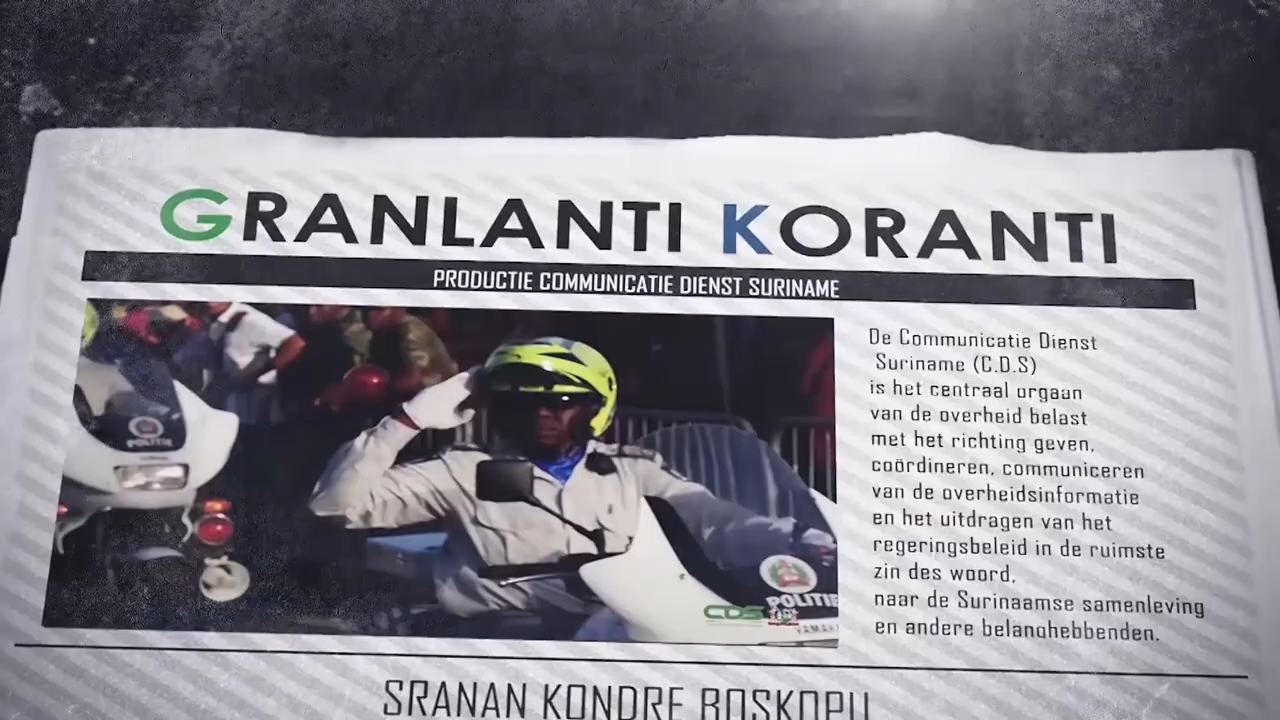 GRANLANTI KORANTI
PRODUCTIE COMMUNICATIE DIENST SURINAME
De Communicatie Dienst
Suriname (C.D.S)
is het centraal orgaan
van de overheid belast
met het richting geven,
coördineren, communiceren
van de overheidsinformatie
en het uitdragen van het
regeringsbeleid in de ruimste
zin des woord,
naar de Surinaamse samenleving
en andere belanghebbenden.
POLITIE
POLITIE
CDS
YAMAHA
SRANAN KONDRE BOSKOPU